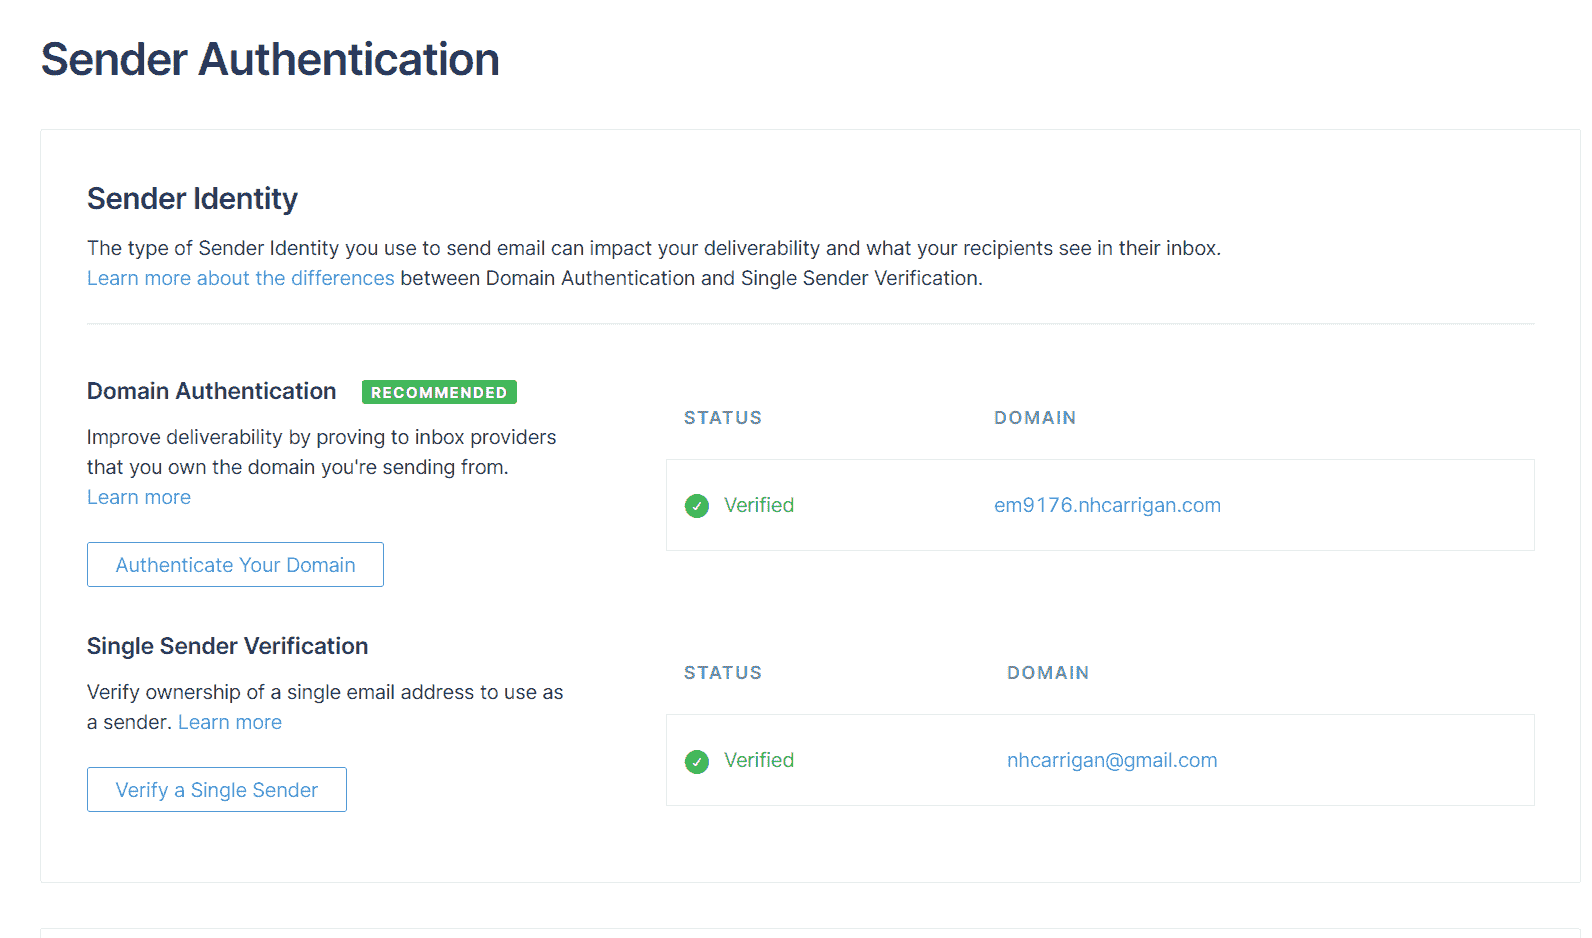 Sender Authentication
Sender Identity
The type of Sender Identity you use to send email can impact your deliverability and what your recipients see in their inbox.
Learn more about the differences between Domain Authentication and Single Sender Verification.
Domain Authentication RECOMMENDED
Improve deliverability by proving to inbox providers
that you own the domain you're sending from.
Learn more
Authenticate Your Domain
STATUS DOMAIN
Verified em9176.nhcarrigan.com
Single Sender Verification
Verify ownership of a single email address to use as
a sender. Learn more
Verify a Single Sender
STATUS DOMAIN
Verified nhcarrigan@gmail.com